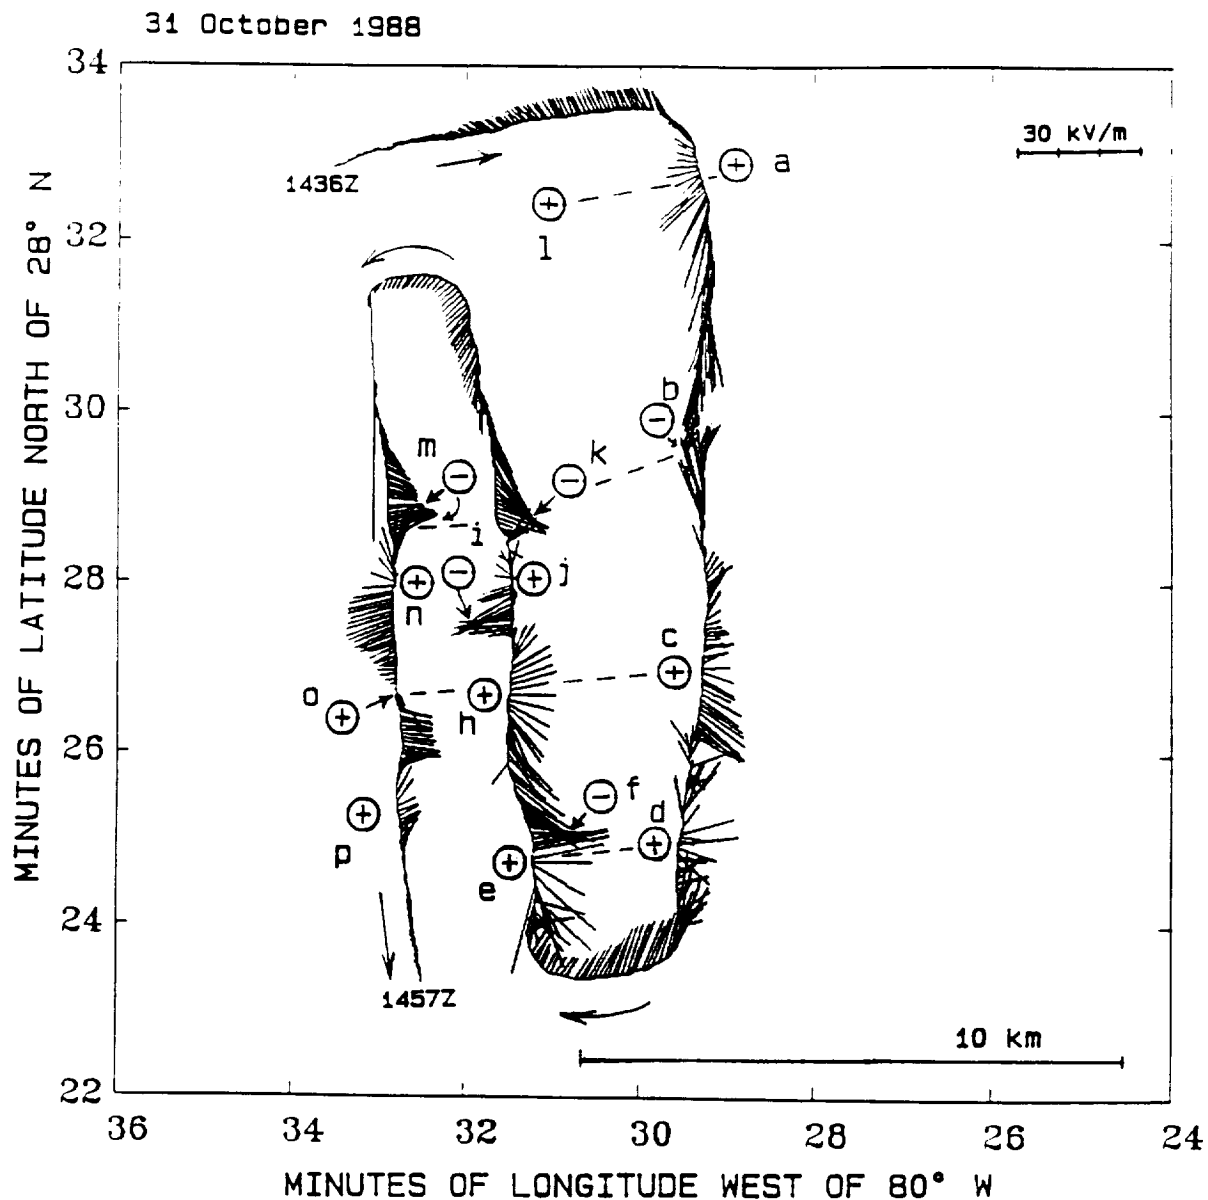 31 October 1988
34
30 kV/m
+ a
1436Z
+
l
32
b
30
−
m
k
−
−
i
28
−
+ j
+
n
c
+
o
+
+
h
26
− f
d
+
+
p
+
e
24
1457Z
10 km
22
36 34 32 30 28 26 24
MINUTES OF LATITUDE NORTH OF 28° N
MINUTES OF LONGITUDE WEST OF 80° W